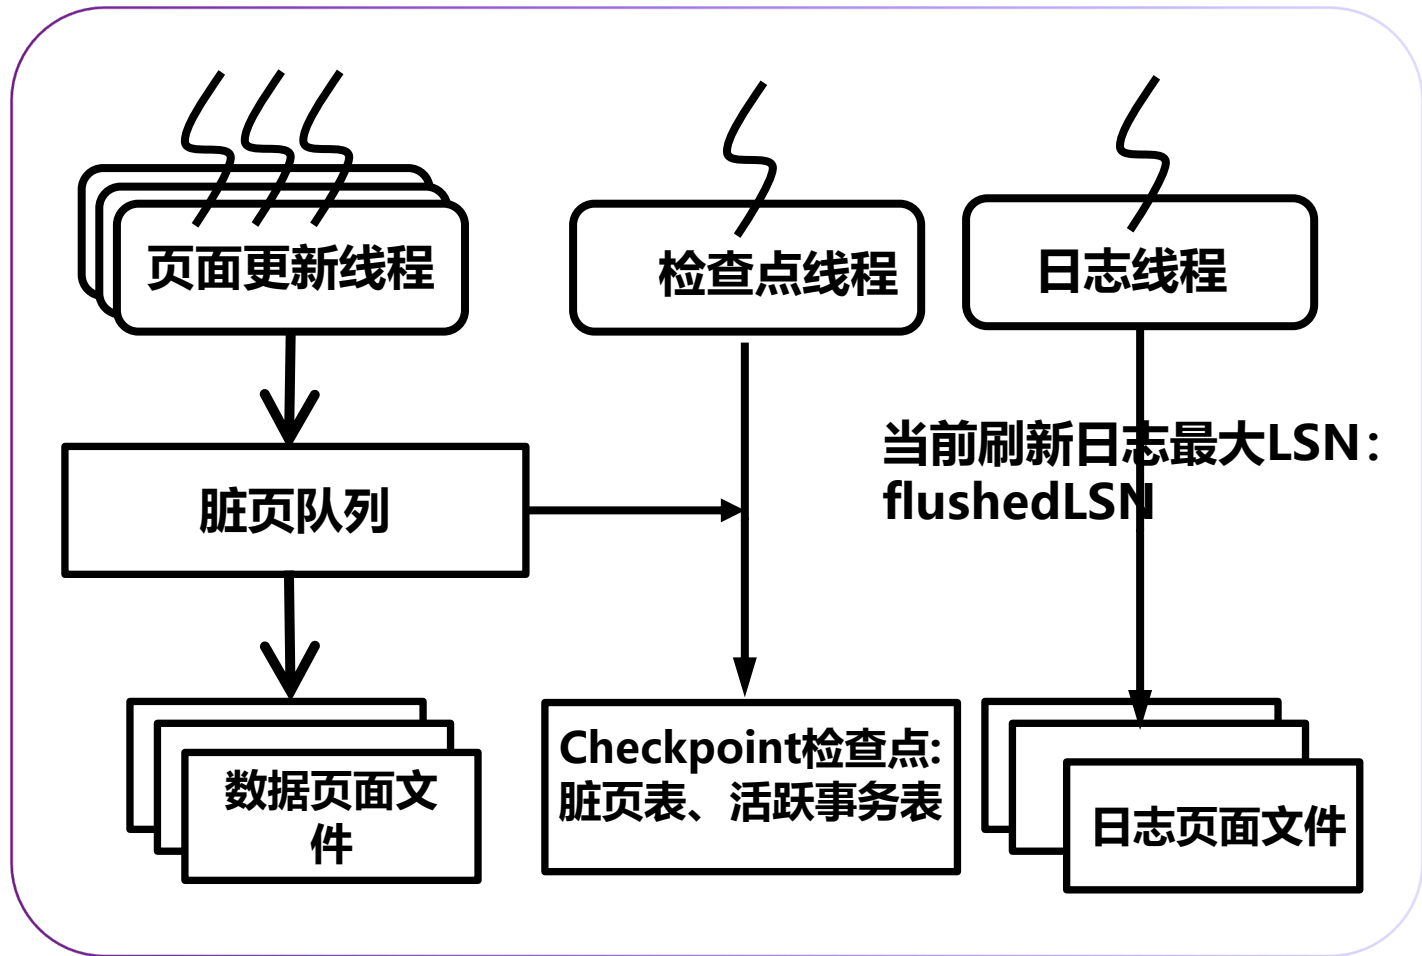 页面更新线程
检查点线程
日志线程
当前刷新日志最大LSN：
flushedLSN
脏页队列
数据页面文
件
Checkpoint检查点:
脏页表、活跃事务表
日志页面文件